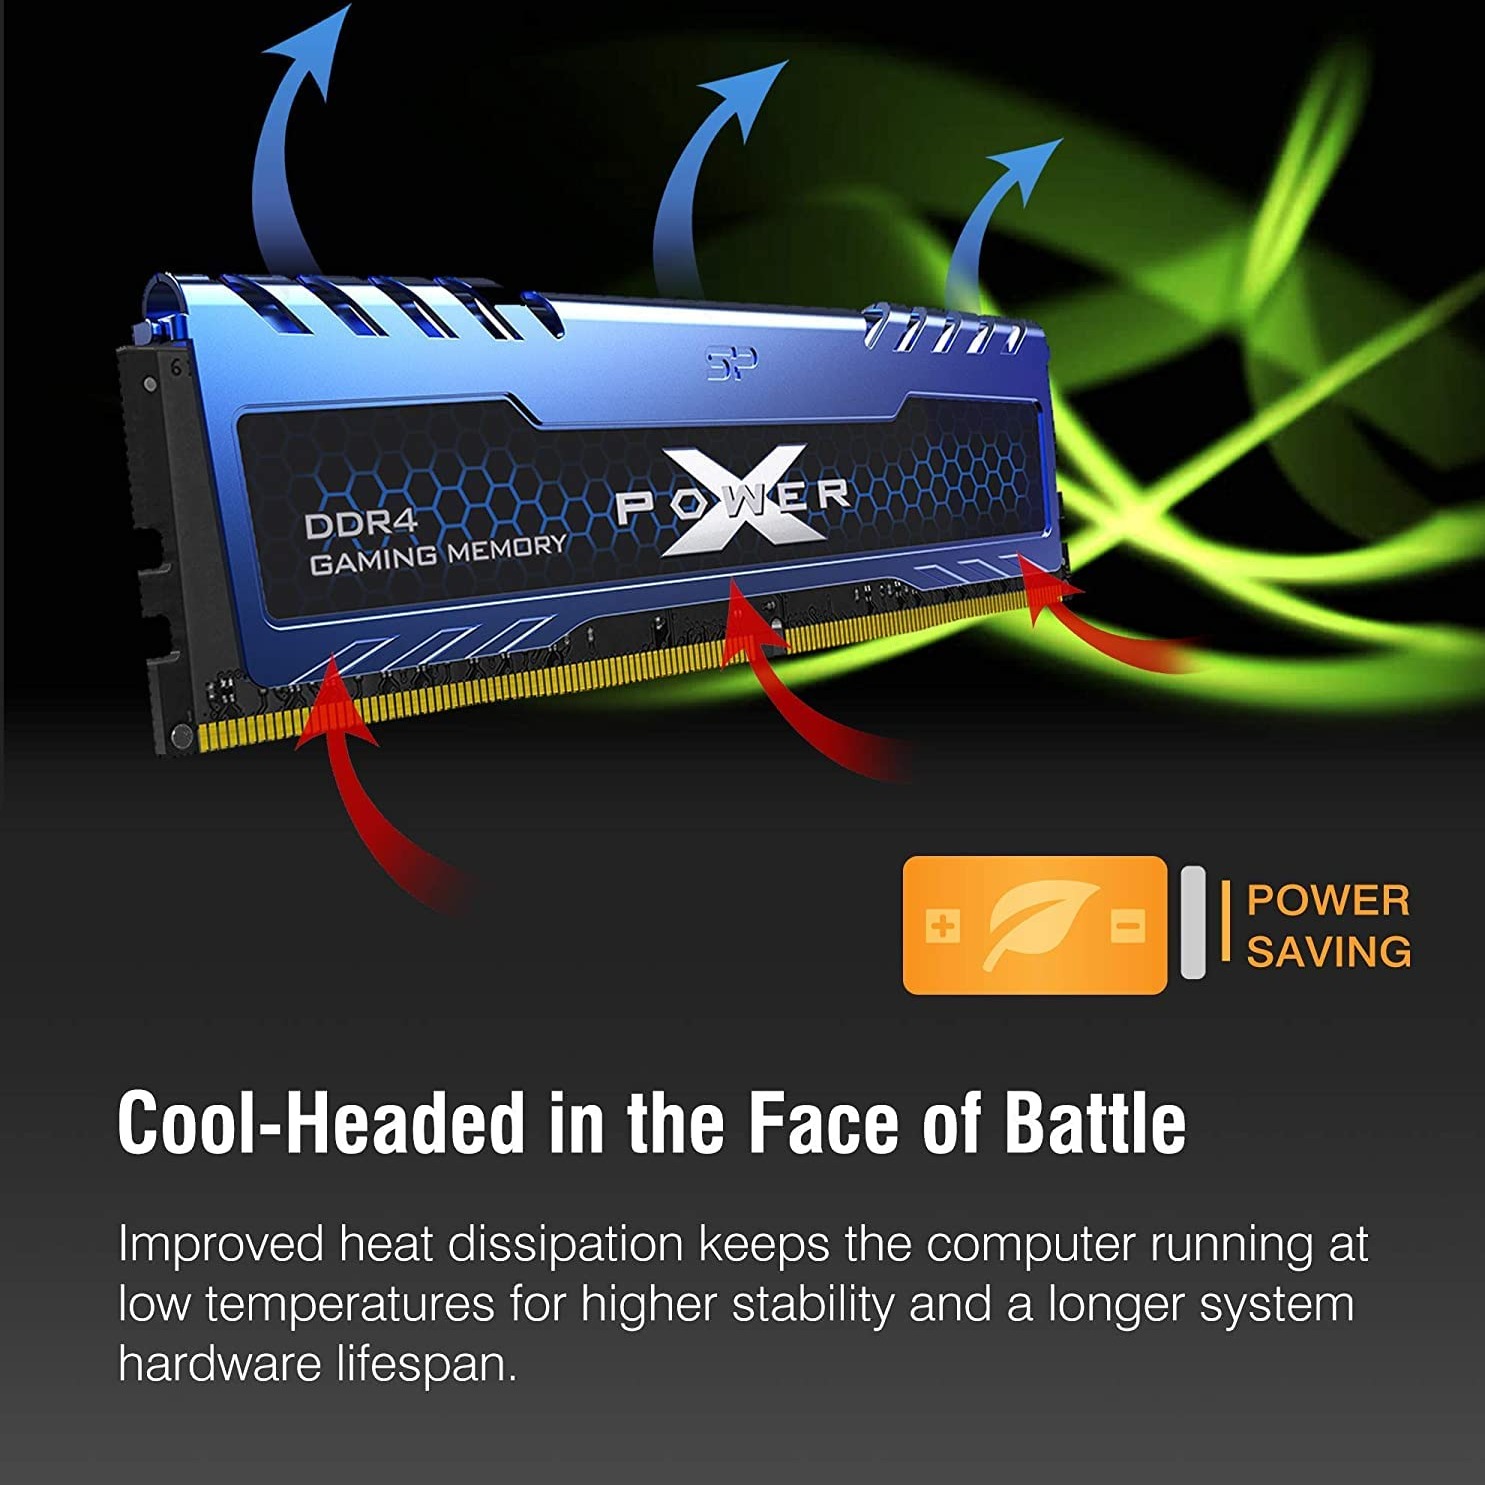 SP
XPOWER
DDR4
GAMING MEMORY
POWER
SAVING
Cool-Headed in the Face of Battle
Improved heat dissipation keeps the computer running at
low temperatures for higher stability and a longer system
hardware lifespan.